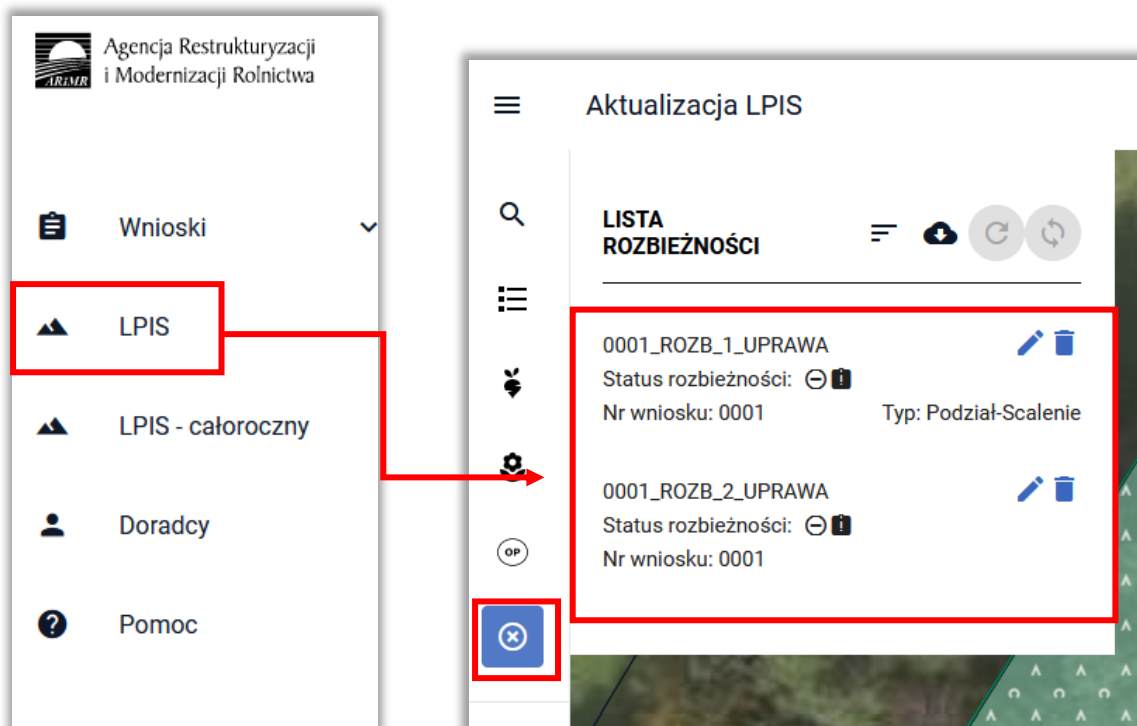 Agencja Restrukturyzacji
i Modernizacji Rolnictwa
ARiMR
Wnioski
LPIS
LPIS - całoroczny
Doradcy
Pomoc
Aktualizacja LPIS
LISTA
ROZBIEŻNOŚCI
0001_ROZB_1_UPRAWA
Status rozbieżności:
Nr wniosku: 0001 Typ: Podział-Scalenie
0001_ROZB_2_UPRAWA
Status rozbieżności:
Nr wniosku: 0001
OP